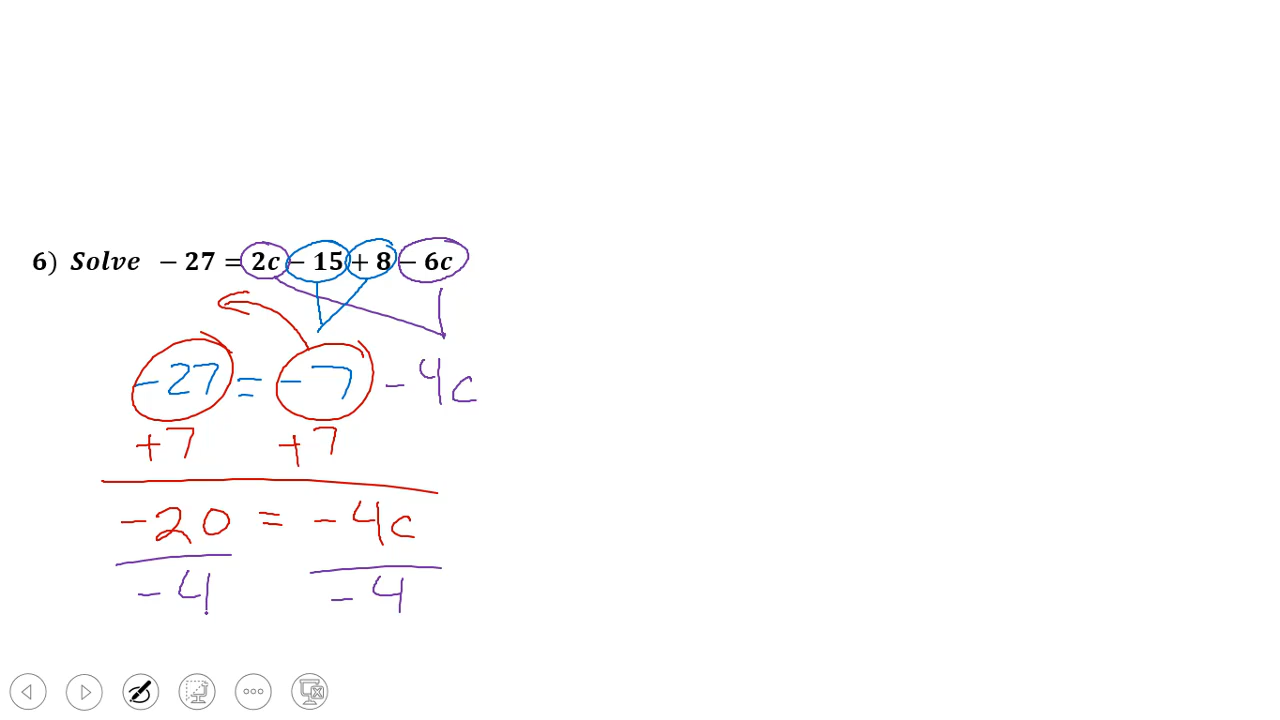 6) Solve − 27 = 2c − 15 + 8 − 6c
-27 = -7 - 4c
+7 +7
-20 = -4c
-4 -4